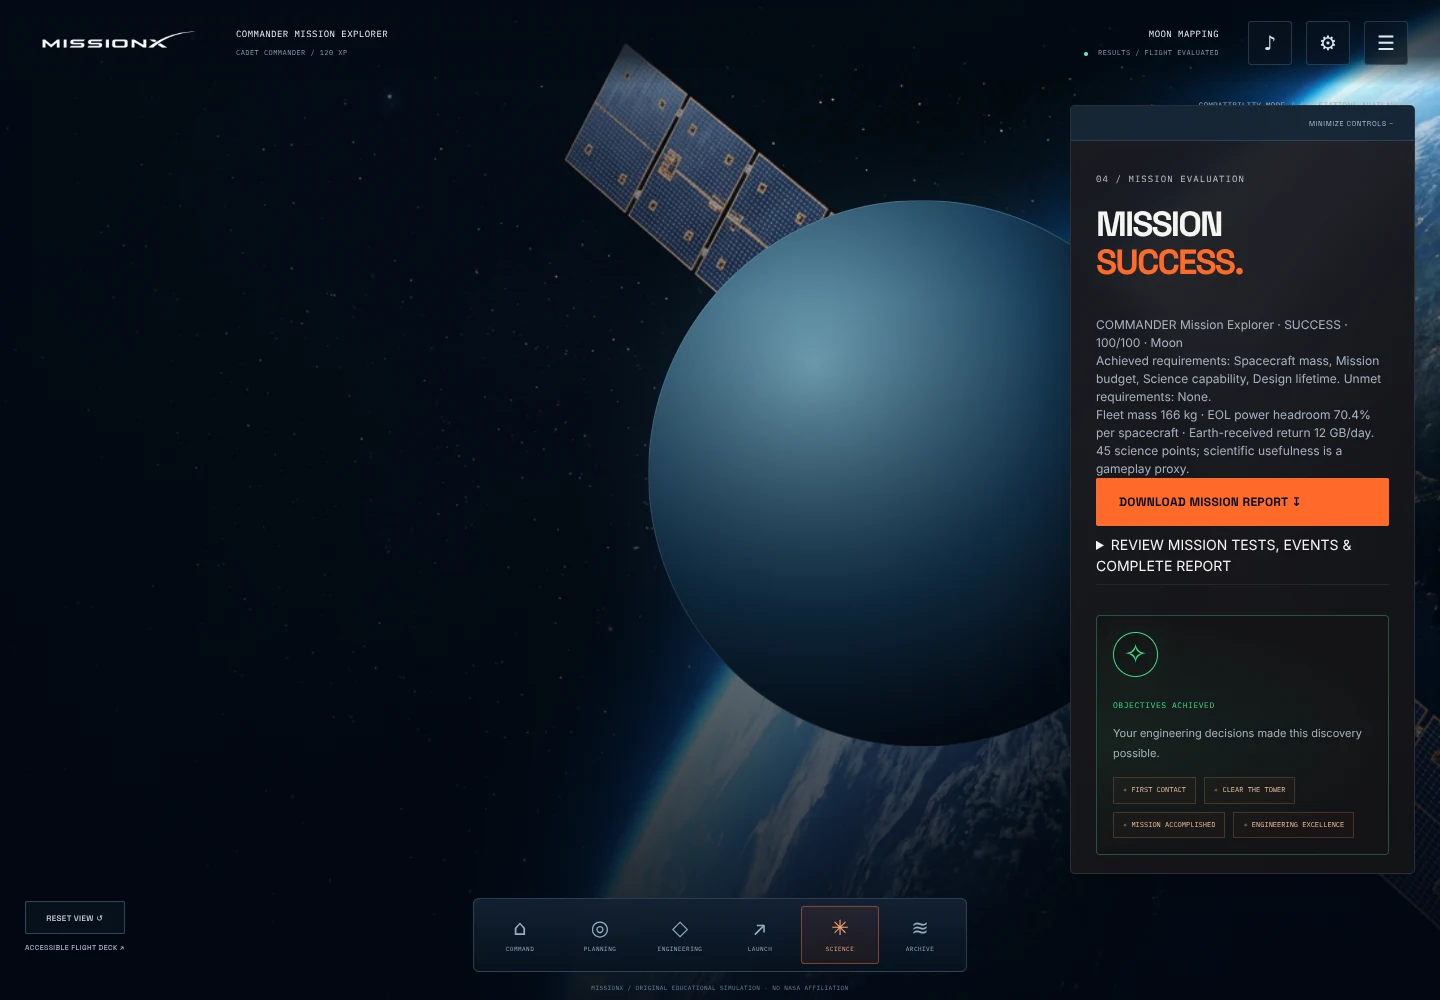 MISSIONX
COMMANDER MISSION EXPLORER
CADET COMMANDER / 120 XP
MOON MAPPING
RESULTS / FLIGHT EVALUATED
COMPATIBILITY MODE
MINIMIZE CONTROLS −
04 / MISSION EVALUATION
MISSION
SUCCESS.
COMMANDER Mission Explorer · SUCCESS ·
100/100 · Moon
Achieved requirements: Spacecraft mass, Mission
budget, Science capability, Design lifetime. Unmet
requirements: None.
Fleet mass 166 kg · EOL power headroom 70.4%
per spacecraft · Earth-received return 12 GB/day.
45 science points; scientific usefulness is a
gameplay proxy.
DOWNLOAD MISSION REPORT ↧
▶ REVIEW MISSION TESTS, EVENTS &
COMPLETE REPORT
OBJECTIVES ACHIEVED
Your engineering decisions made this discovery
possible.
FIRST CONTACT
CLEAR THE TOWER
MISSION ACCOMPLISHED
ENGINEERING EXCELLENCE
RESET VIEW ↺
ACCESSIBLE FLIGHT DECK ↗
COMMAND
PLANNING
ENGINEERING
LAUNCH
SCIENCE
ARCHIVE
MISSIONX / ORIGINAL EDUCATIONAL SIMULATION · NO NASA AFFILIATION